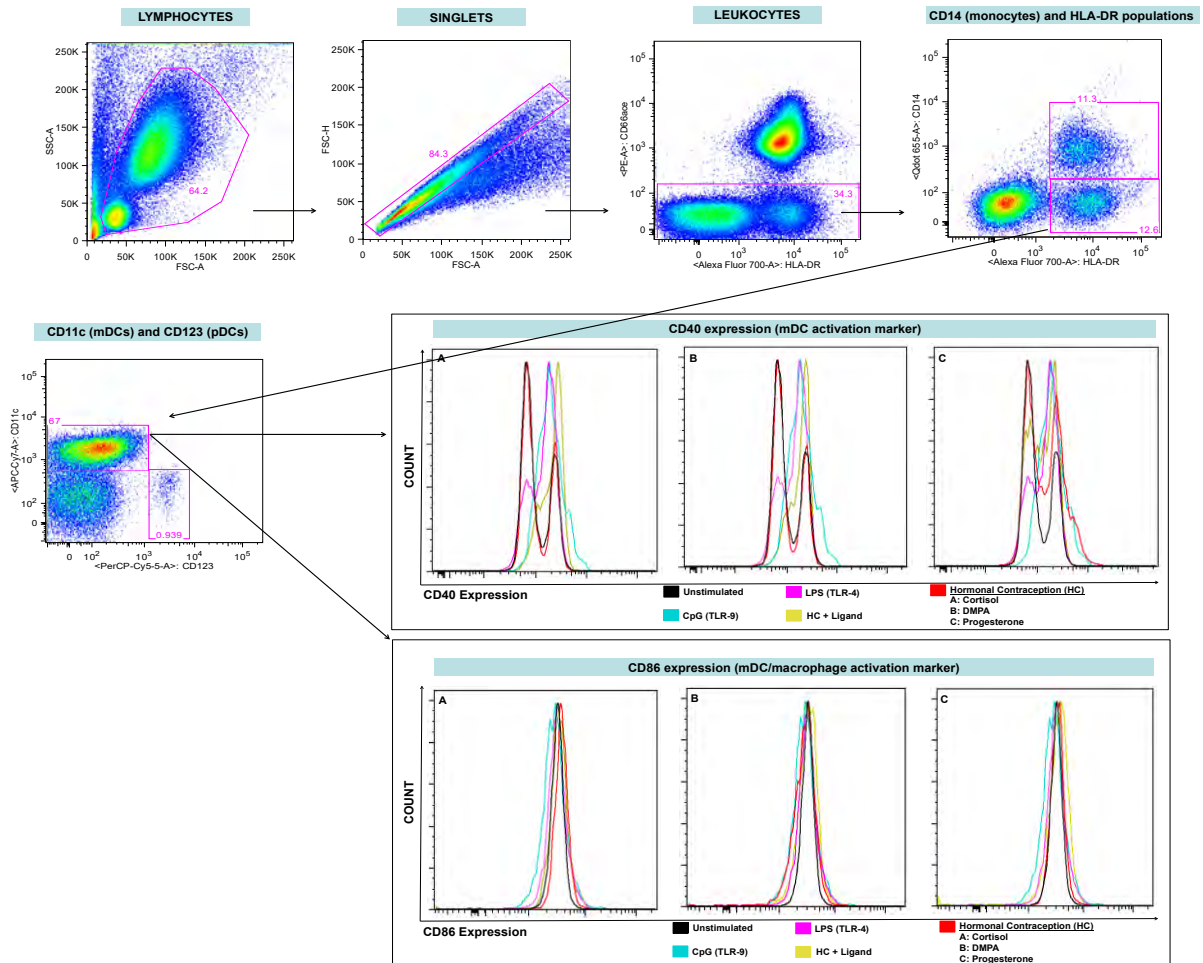 LYMPHOCYTES
SINGLETS
LEUKOCYTES
CD14 (monocytes) and HLA-DR populations
250K
200K
150K
100K
50K
0
SSC-A
64.2
0 50K 100K 150K 200K 250K
FSC-A
250K
200K
150K
100K
50K
0
FSC-H
84.3
0 50K 100K 150K 200K 250K
FSC-A
10^5
10^4
10^3
10^2
0
<PE-A>: CD66aace
34.3
0 10^3 10^4 10^5
<Alexa Fluor 700-A>: HLA-DR
10^5
10^4
10^3
10^2
0
<Qdot 655-A>: CD14
11.3
12.6
0 10^3 10^4 10^5
<Alexa Fluor 700-A>: HLA-DR
CD11c (mDCs) and CD123 (pDCs)
10^5
10^4
10^3
10^2
0
<APC-Cy7-A>: CD11c
67
0.939
0 10^2 10^3 10^4 10^5
<PerCP-Cy5-5-A>: CD123
CD40 expression (mDC activation marker)
A
B
C
COUNT
CD40 Expression
Unstimulated
LPS (TLR-4)
CpG (TLR-9)
HC + Ligand
Hormonal Contraception (HC)
A: Cortisol
B: DMPA
C: Progesterone
CD86 expression (mDC/macrophage activation marker)
A
B
C
COUNT
CD86 Expression
Unstimulated
LPS (TLR-4)
CpG (TLR-9)
HC + Ligand
Hormonal Contraception (HC)
A: Cortisol
B: DMPA
C: Progesterone